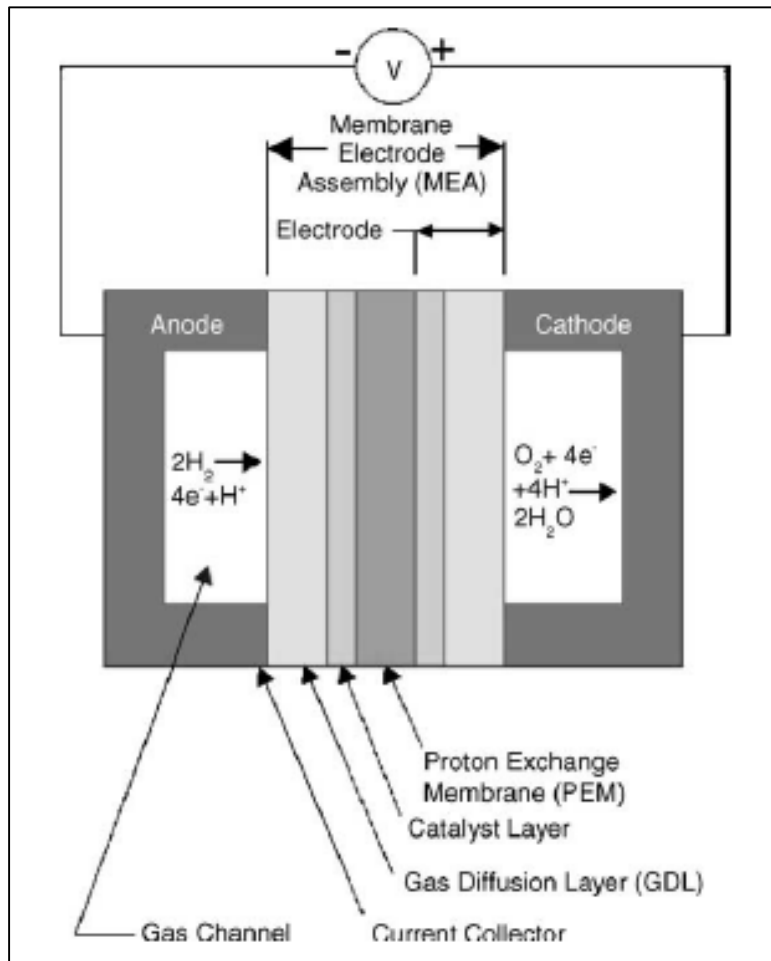 - V +
Membrane
Electrode
Assembly (MEA)
Electrode
Anode
Cathode
2H₂
4e⁻+H⁺
O₂+ 4e⁻
+4H⁺
2H₂O
Proton Exchange
Membrane (PEM)
Catalyst Layer
Gas Diffusion Layer (GDL)
Gas Channel
Current Collector